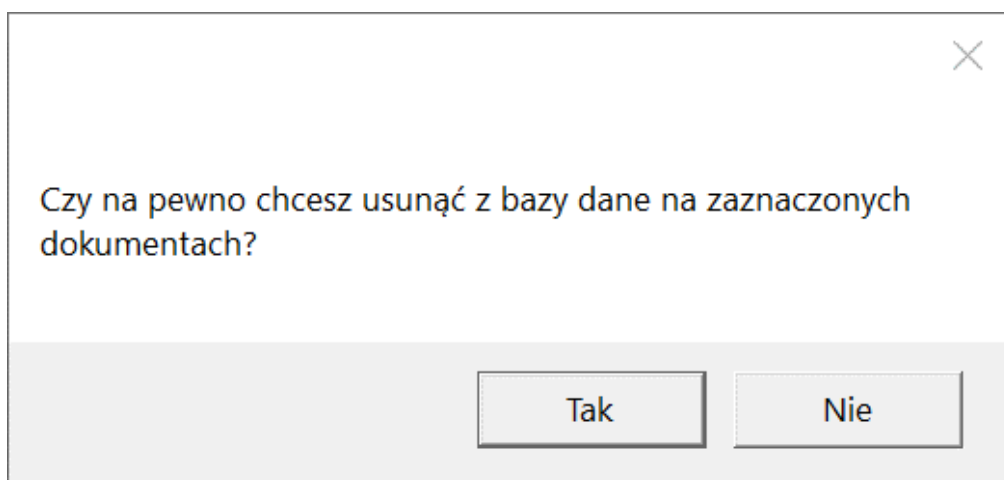 Czy na pewno chcesz usunąć z bazy dane na zaznaczonych
dokumentach?
Tak
Nie